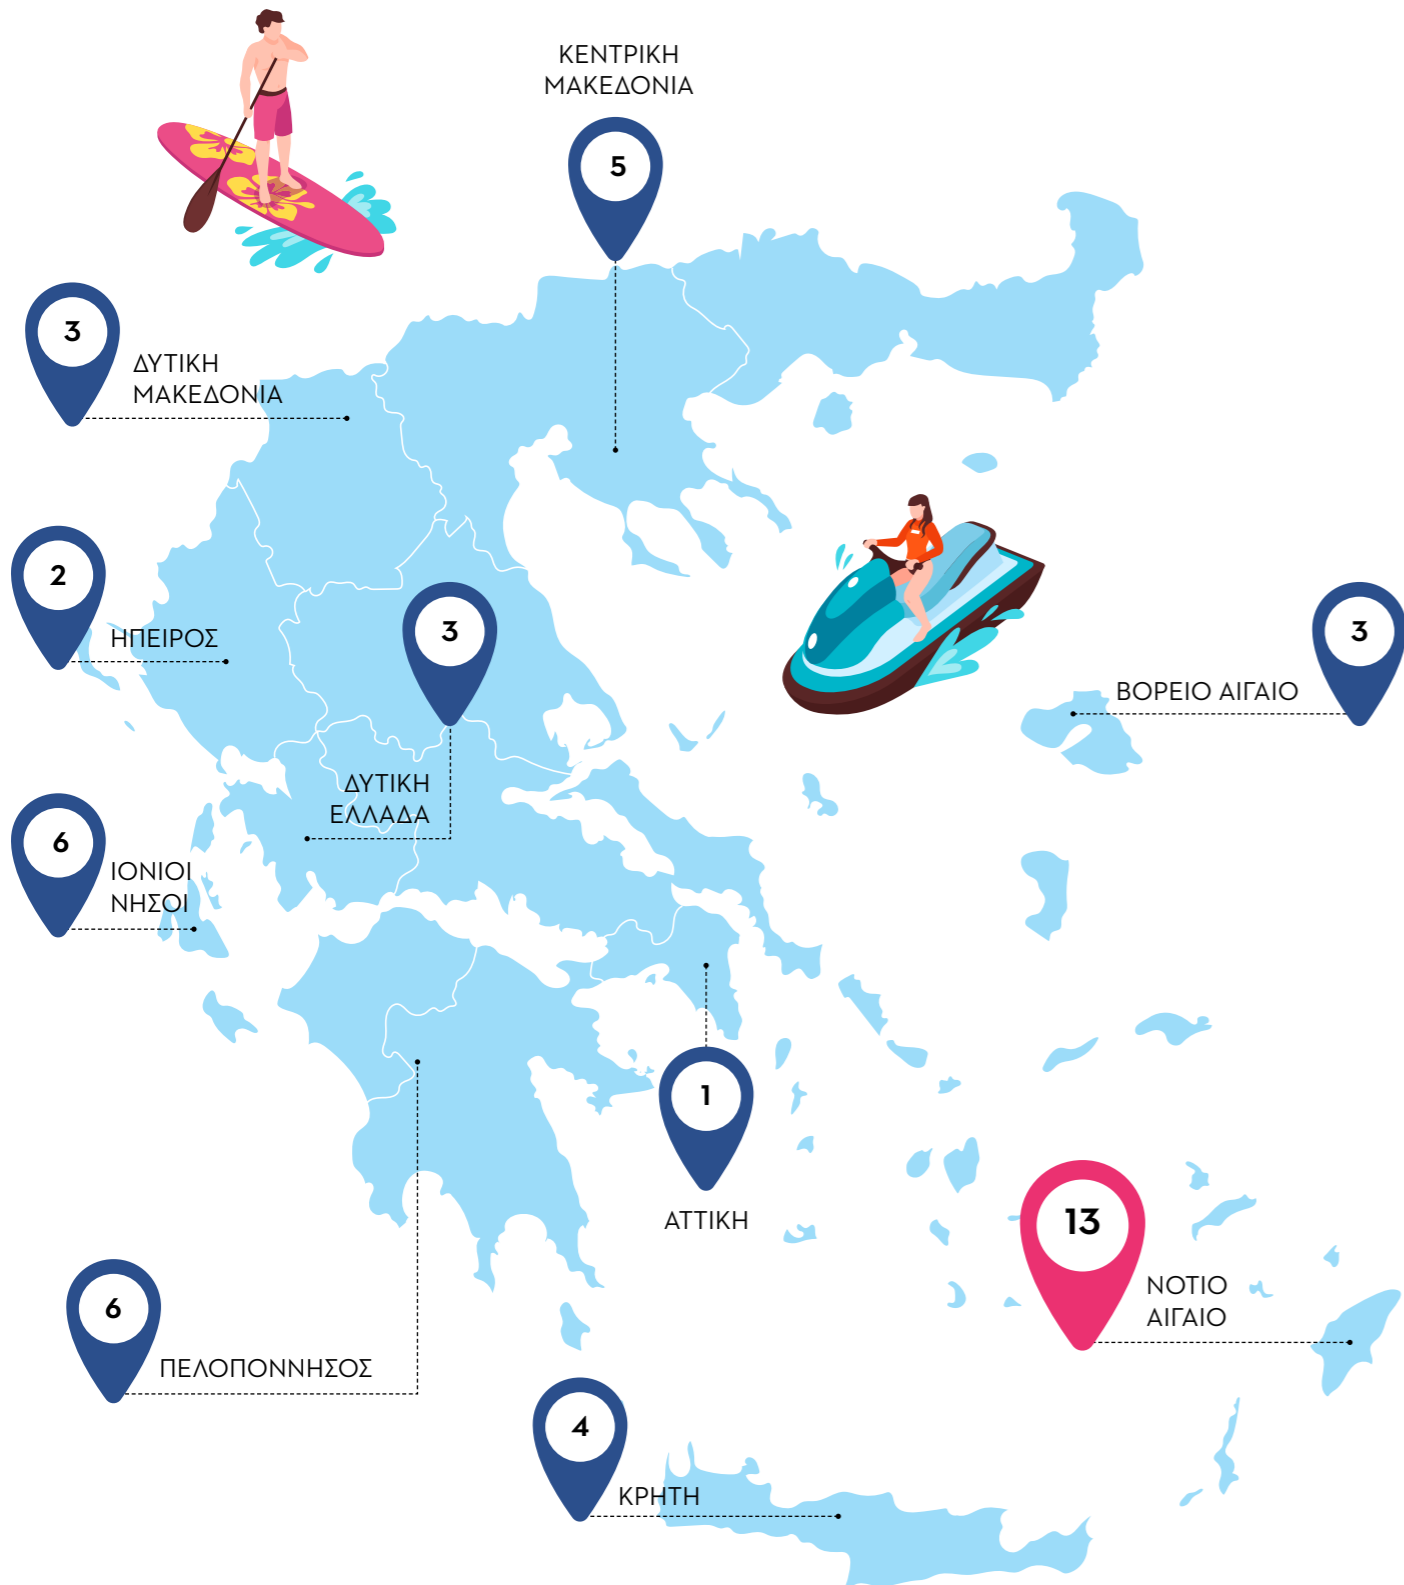 ΚΕΝΤΡΙΚΗ
ΜΑΚΕΔΟΝΙΑ
5
3
ΔΥΤΙΚΗ
ΜΑΚΕΔΟΝΙΑ
2
ΗΠΕΙΡΟΣ
3
ΔΥΤΙΚΗ
ΕΛΛΑΔΑ
3
ΒΟΡΕΙΟ ΑΙΓΑΙΟ
6
ΙΟΝΙΟΙ
ΝΗΣΟΙ
1
ΑΤΤΙΚΗ
13
ΝΟΤΙΟ
ΑΙΓΑΙΟ
6
ΠΕΛΟΠΟΝΝΗΣΟΣ
4
ΚΡΗΤΗ